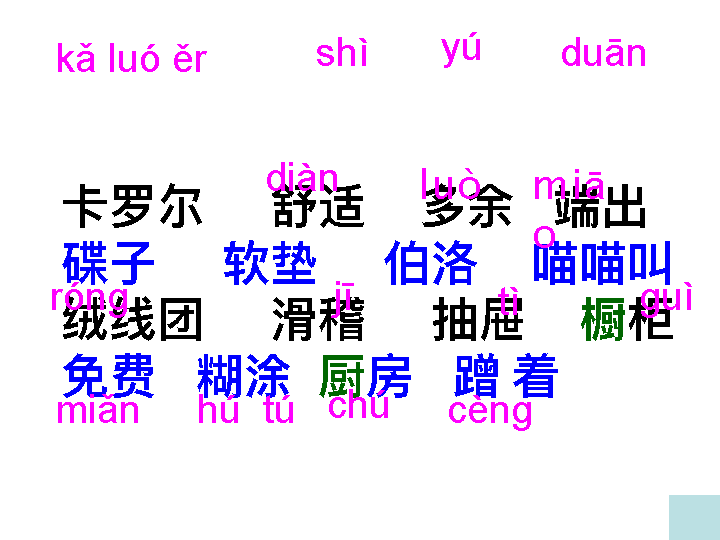 kǎ luó ěr shì yú duān
diàn luò miāo
卡罗尔 舒适 多余 端出
碟子 软垫 伯洛 喵喵叫
róng jī tì guì
绒线团 滑稽 抽屉 橱柜
免费 糊涂 厨房 蹭着
miǎn hú tú chú cèng